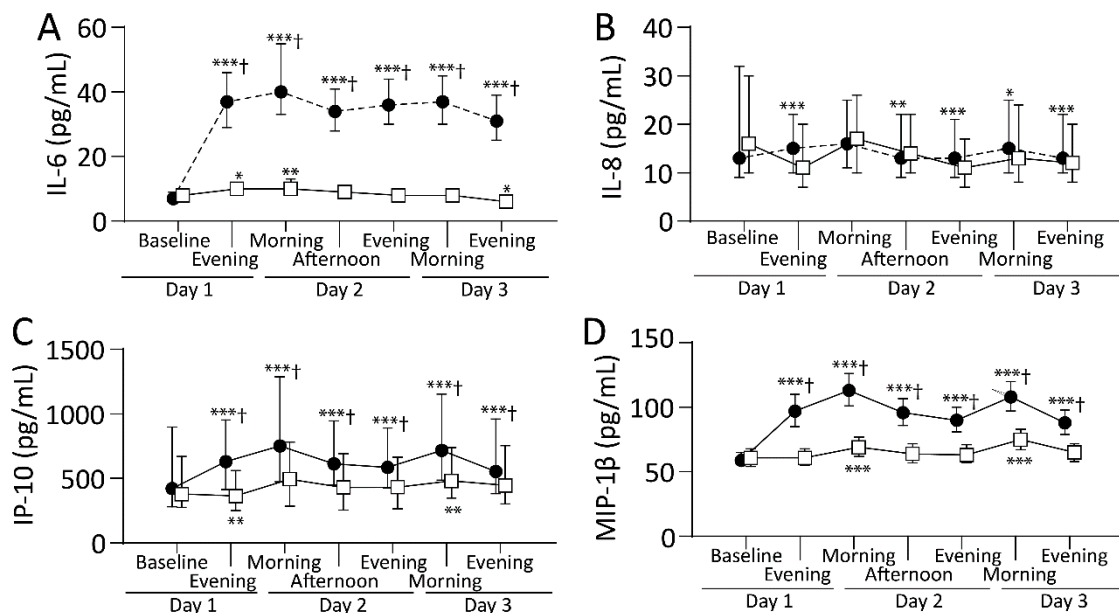 A
IL-6 (pg/mL)
60
40
20
0
***†
***†
***†
***†
***†
***†
*
**
*
Baseline
Morning
Evening
Evening
Evening
Afternoon
Morning
Day 1
Day 2
Day 3
B
IL-8 (pg/mL)
40
30
20
10
0
***
**
***
*
***
Baseline
Morning
Evening
Evening
Evening
Afternoon
Morning
Day 1
Day 2
Day 3
C
IP-10 (pg/mL)
1500
1000
500
0
***†
***†
***†
***†
***†
***†
**
**
Baseline
Morning
Evening
Evening
Evening
Afternoon
Morning
Day 1
Day 2
Day 3
D
MIP-1β (pg/mL)
150
100
50
0
***†
***†
***†
***†
***†
***†
***
***
Baseline
Morning
Evening
Evening
Evening
Afternoon
Morning
Day 1
Day 2
Day 3